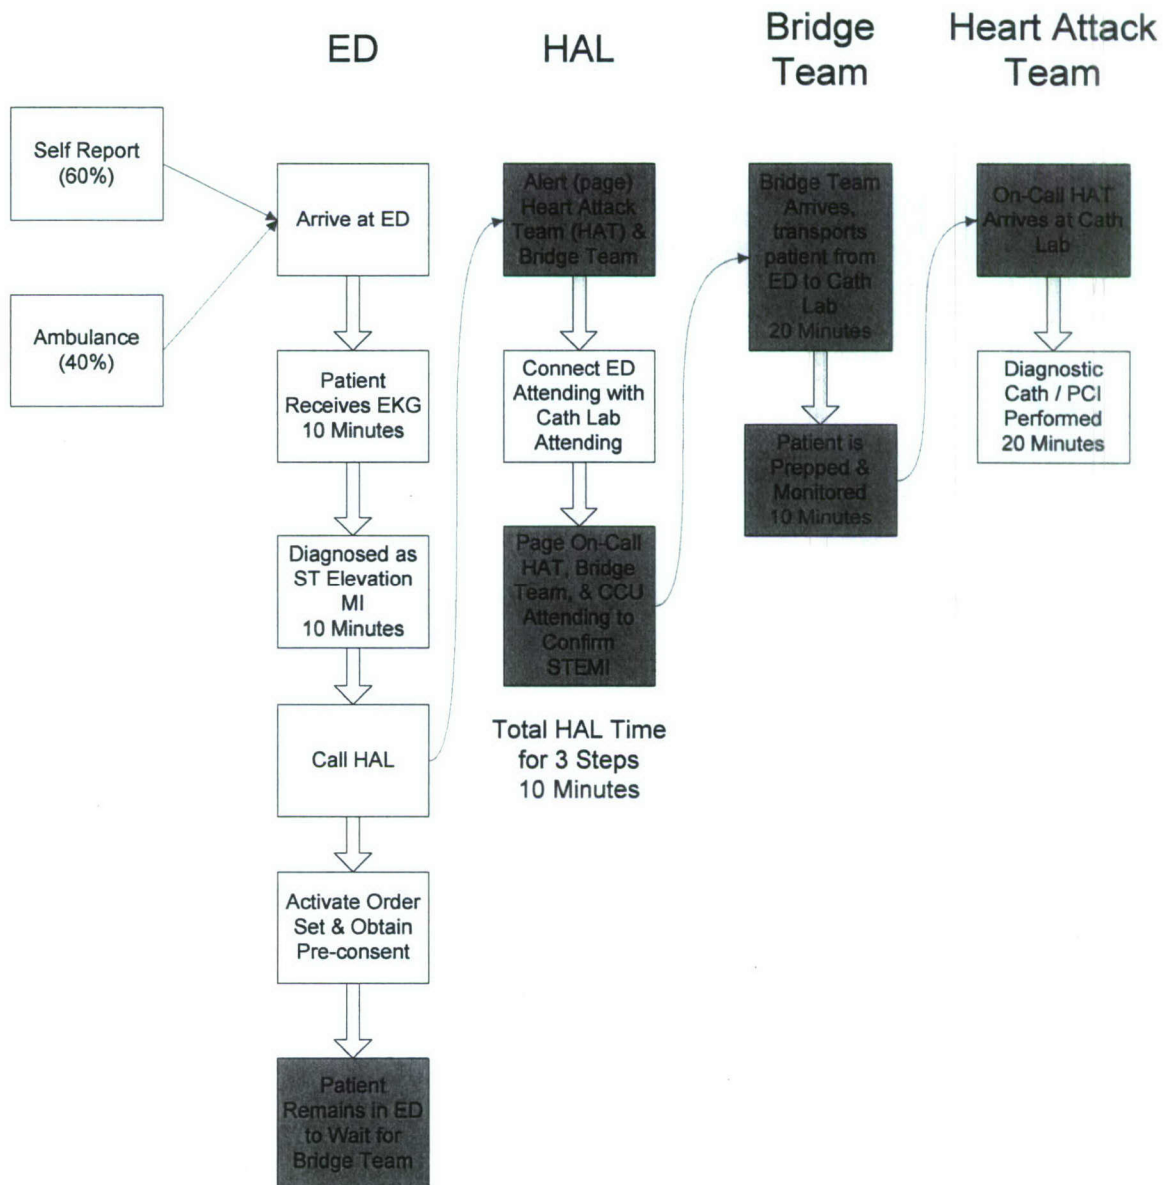 ED
HAL
Bridge
Team
Heart Attack
Team
Self Report
(60%)
Ambulance
(40%)
Arrive at ED
Patient
Receives EKG
10 Minutes
Diagnosed as
ST Elevation
MI
10 Minutes
Call HAL
Activate Order
Set & Obtain
Pre-consent
Patient
Remains in ED
to Wait for
Bridge Team
Alert (page)
Heart Attack
Team (HAT) &
Bridge Team
Connect ED
Attending with
Cath Lab
Attending
Page On-Call
HAT, Bridge
Team, & CCU
Attending to
Confirm
STEMI
Total HAL Time
for 3 Steps
10 Minutes
Bridge Team
Arrives,
transports
patient from
ED to Cath
Lab
20 Minutes
Patient is
Prepped &
Monitored
10 Minutes
On-Call HAT
Arrives at Cath
Lab
Diagnostic
Cath / PCI
Performed
20 Minutes